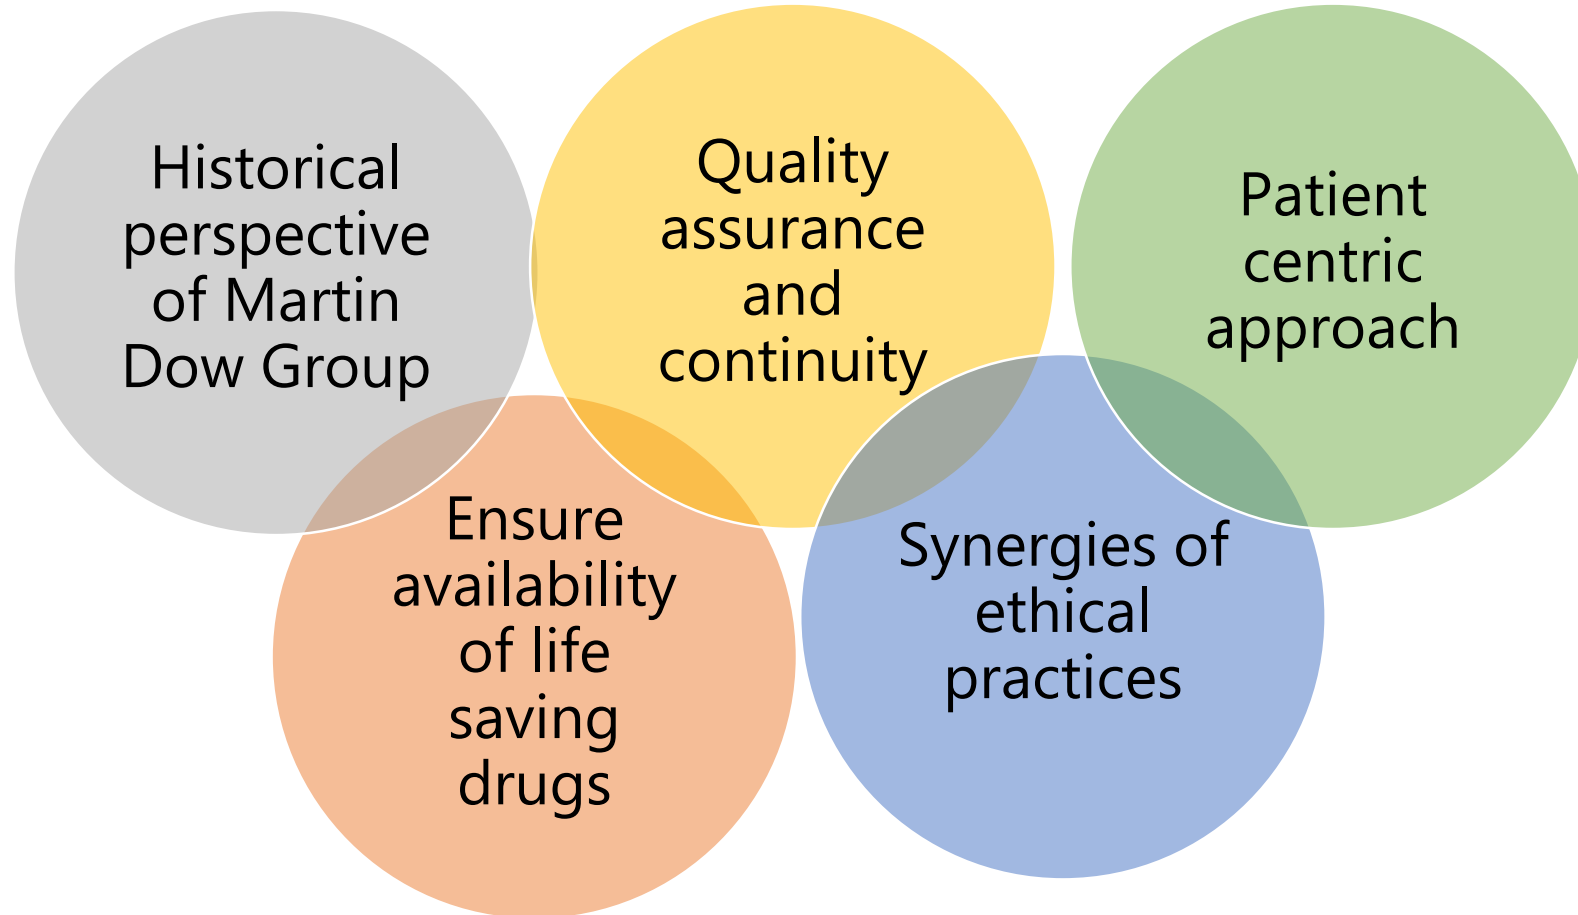 Historical
perspective
of Martin
Dow Group
Quality
assurance
and
continuity
Patient
centric
approach
Ensure
availability
of life
saving
drugs
Synergies of
ethical
practices